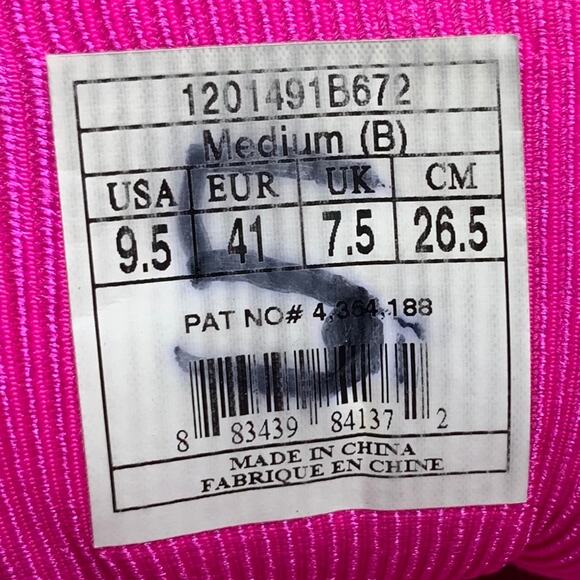 1201491B672
Medium (B)
USA EUR UK CM
9.5 41 7.5 26.5
PAT NO# 4,364,188
8 83439 84137 2
MADE IN CHINA
FABRIQUE EN CHINE